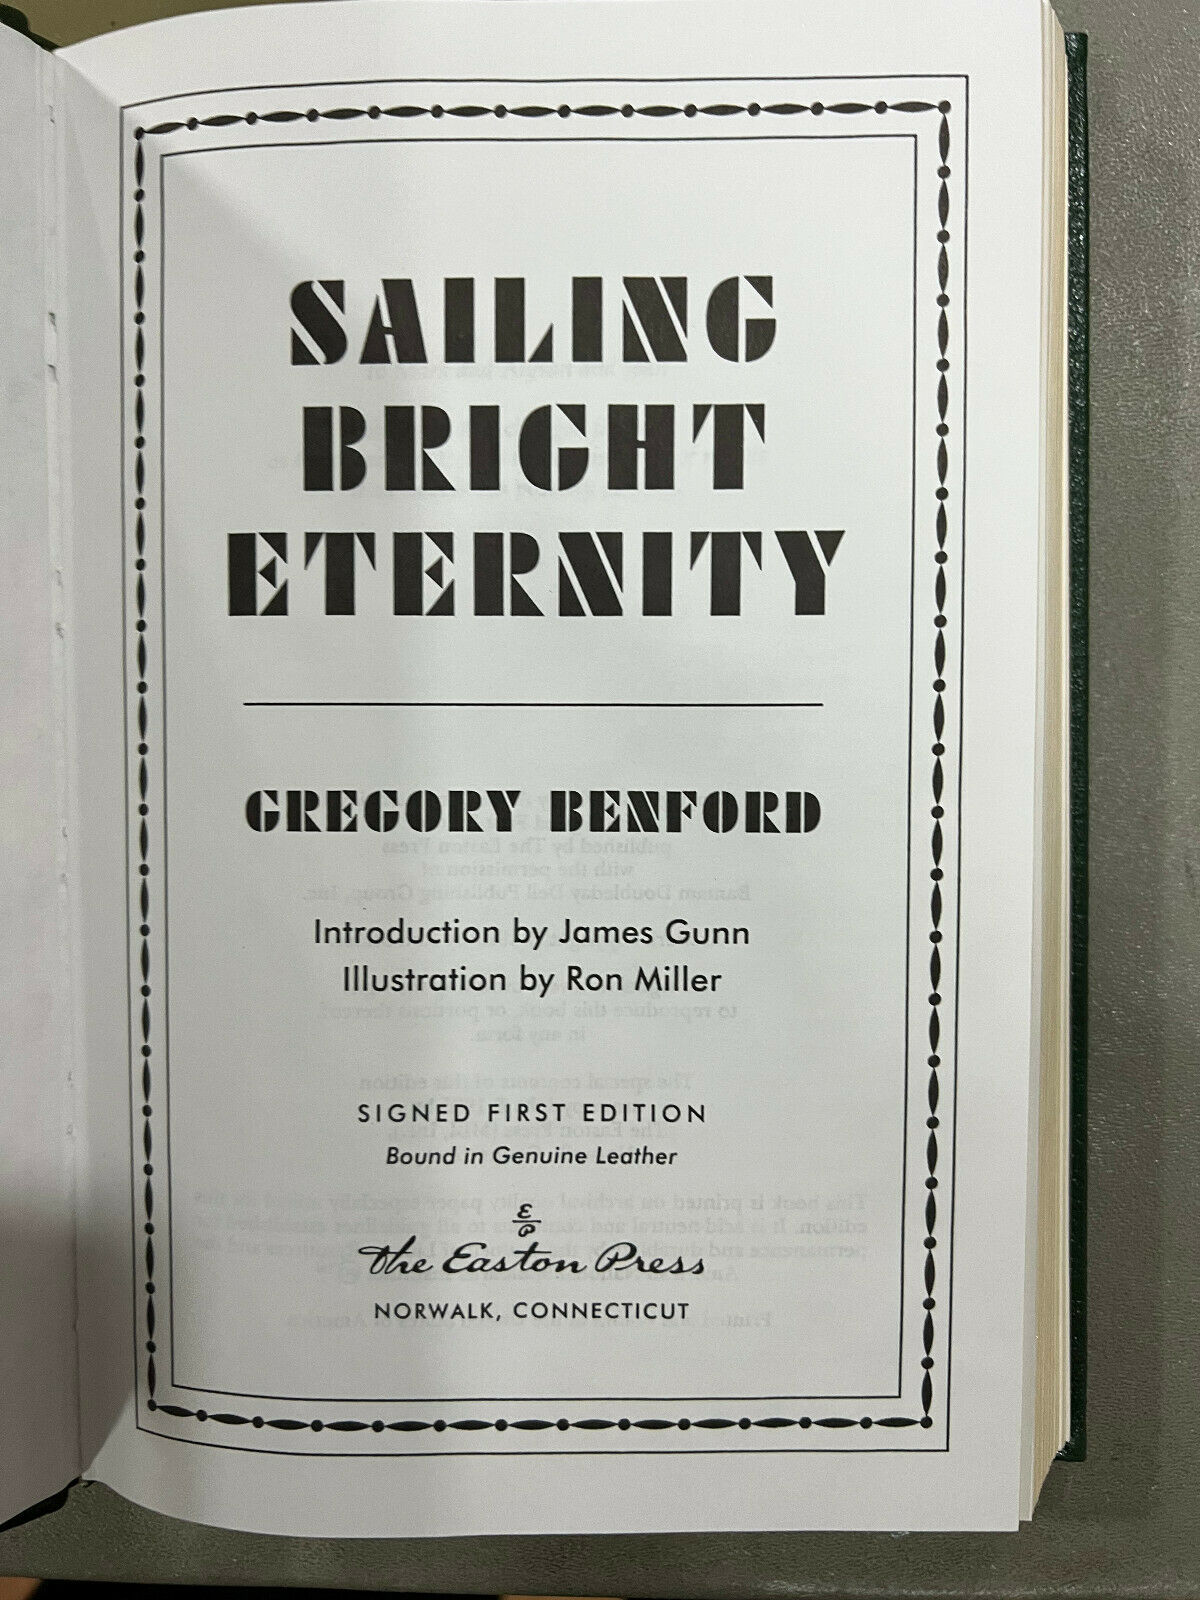 SAILING
BRIGHT
ETERNITY
GREGORY BENFORD
Introduction by James Gunn
Illustration by Ron Miller
SIGNED FIRST EDITION
Bound in Genuine Leather
E/P
The Easton Press
NORWALK, CONNECTICUT